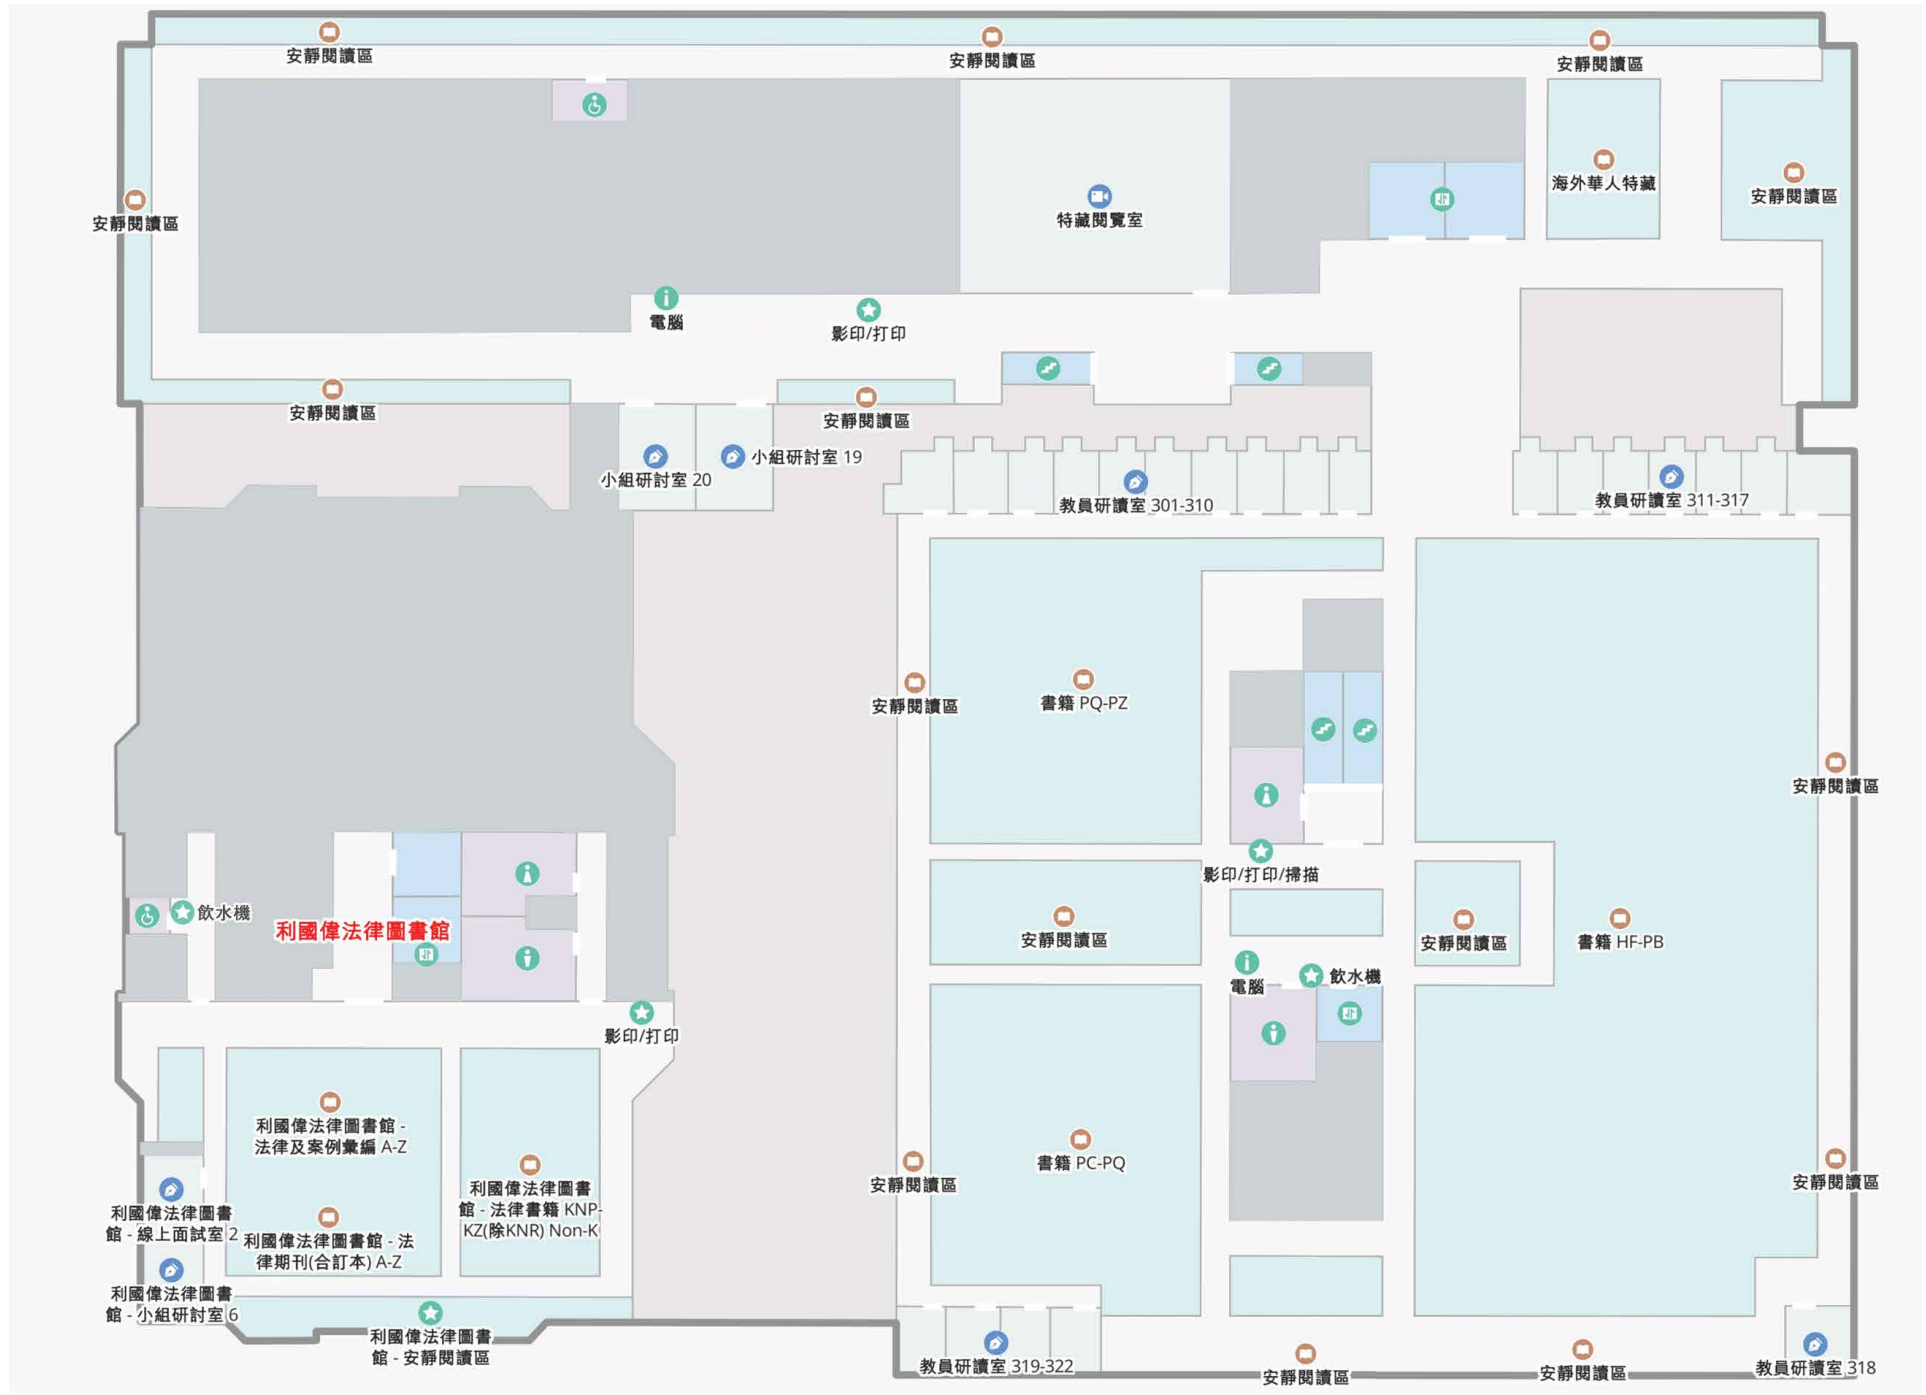 安靜閱讀區
安靜閱讀區
安靜閱讀區
海外華人特藏
安靜閱讀區
安靜閱讀區
特藏閱覽室
電腦
影印/打印
安靜閱讀區
安靜閱讀區
小組研討室 19
小組研討室 20
教員研讀室 301-310
教員研讀室 311-317
安靜閱讀區
書籍 PQ-PZ
安靜閱讀區
影印/打印/掃描
飲水機
利國偉法律圖書館
安靜閱讀區
安靜閱讀區
書籍 HF-PB
電腦
飲水機
影印/打印
利國偉法律圖書館 -
法律及案例彙編 A-Z
書籍 PC-PQ
安靜閱讀區
安靜閱讀區
利國偉法律圖書
館 - 法律書籍 KNP-
KZ(除KNR) Non-K
利國偉法律圖書
館 - 線上面試室 2
利國偉法律圖書館 - 法
律期刊(合訂本) A-Z
利國偉法律圖書
館 - 小組研討室 6
利國偉法律圖書
館 - 安靜閱讀區
教員研讀室 319-322
安靜閱讀區
安靜閱讀區
教員研讀室 318